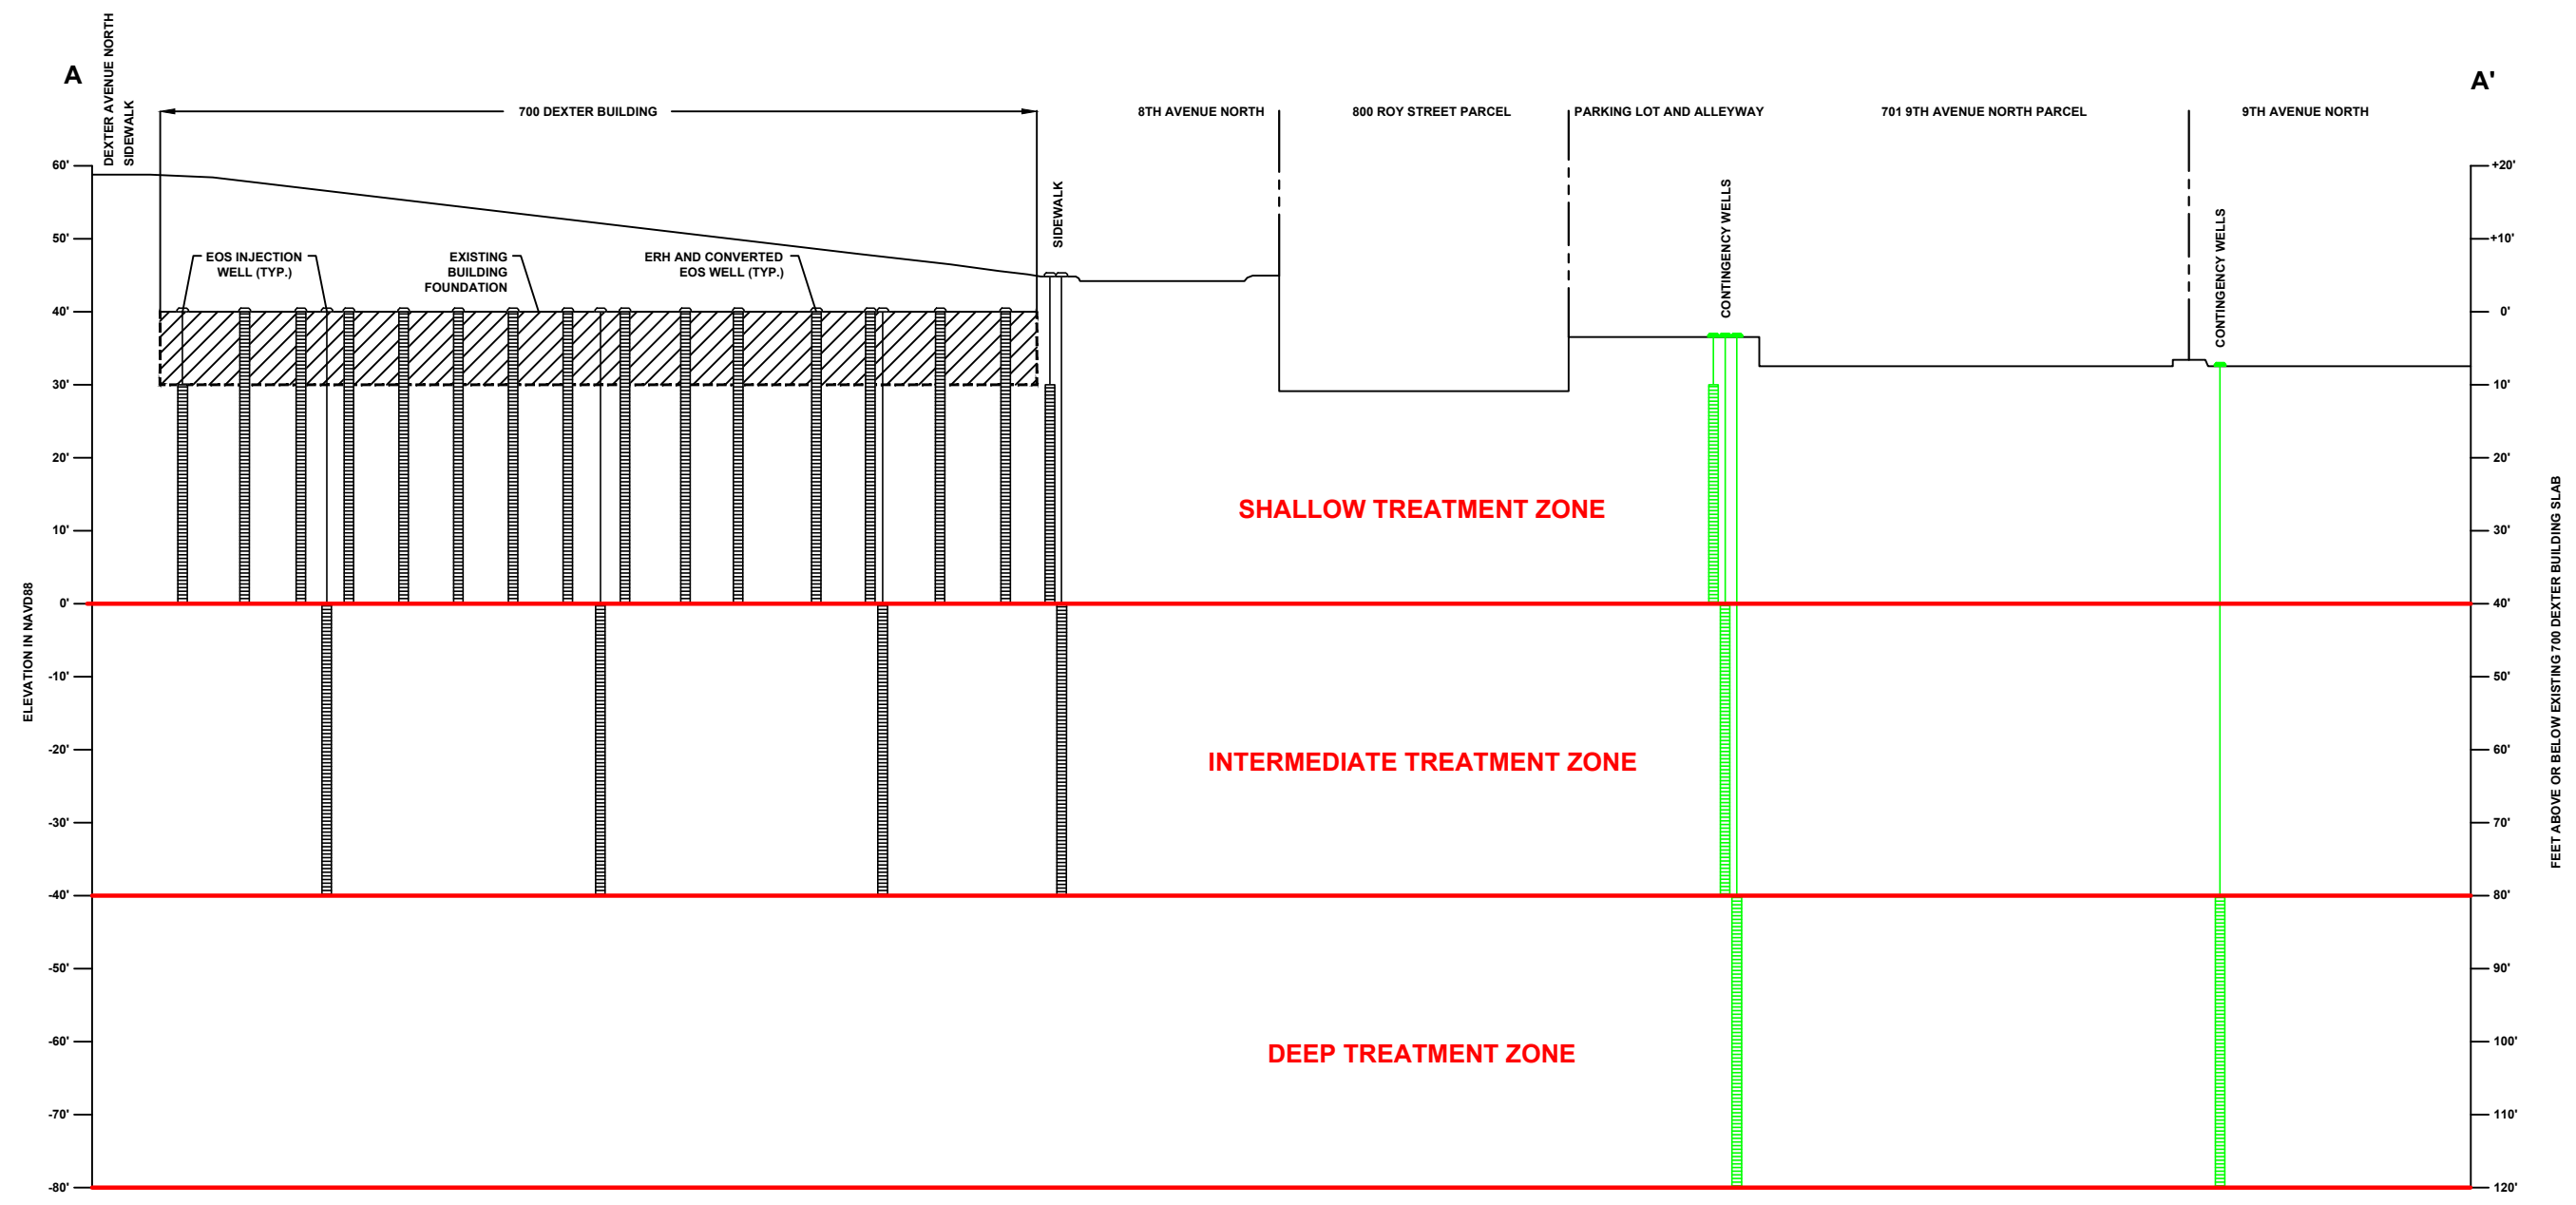 A
DEXTER AVENUE NORTH
SIDEWALK
A'
700 DEXTER BUILDING
8TH AVENUE NORTH
800 ROY STREET PARCEL
PARKING LOT AND ALLEYWAY
701 9TH AVENUE NORTH PARCEL
9TH AVENUE NORTH
SIDEWALK
CONTINGENCY WELLS
CONTINGENCY WELLS
EOS INJECTION
WELL (TYP.)
EXISTING
BUILDING
FOUNDATION
ERH AND CONVERTED
EOS WELL (TYP.)
60'
50'
40'
30'
20'
10'
0'
-10'
-20'
-30'
-40'
-50'
-60'
-70'
-80'
ELEVATION IN NAVD88
SHALLOW TREATMENT ZONE
INTERMEDIATE TREATMENT ZONE
DEEP TREATMENT ZONE
+20'
+10'
0'
10'
20'
30'
40'
50'
60'
70'
80'
90'
100'
110'
120'
FEET ABOVE OR BELOW EXISTING 700 DEXTER BUILDING SLAB